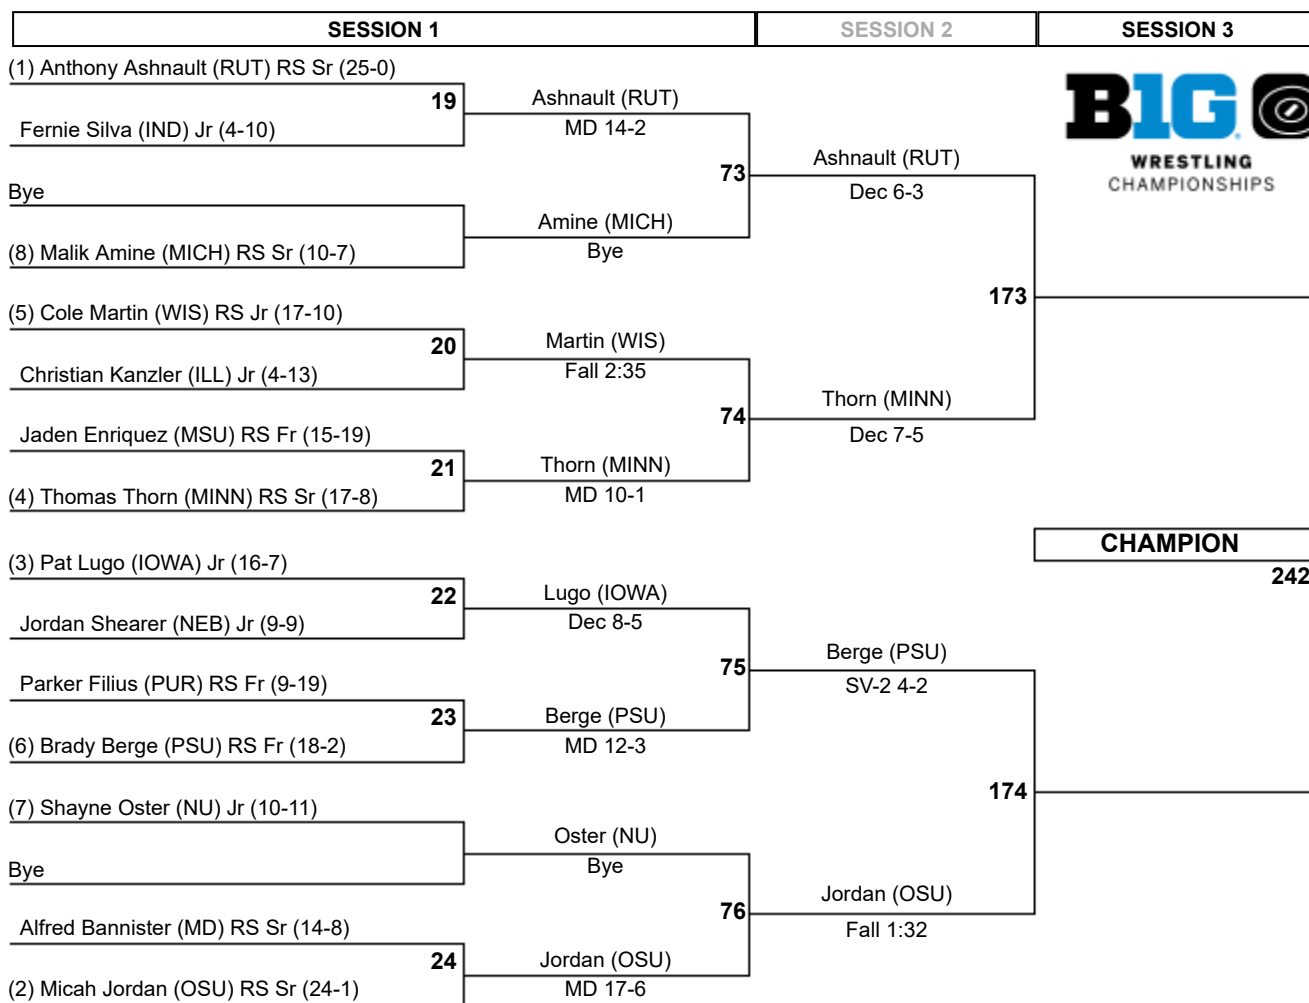 SESSION 1
SESSION 2
SESSION 3
(1) Anthony Ashnault (RUT) RS Sr (25-0)
19
Fernie Silva (IND) Jr (4-10)
Ashnault (RUT)
MD 14-2
Bye
(8) Malik Amine (MICH) RS Sr (10-7)
Amine (MICH)
Bye
73
Ashnault (RUT)
Dec 6-3
B1G
WRESTLING
CHAMPIONSHIPS
(5) Cole Martin (WIS) RS Jr (17-10)
20
Christian Kanzler (ILL) Jr (4-13)
Martin (WIS)
Fall 2:35
Jaden Enriquez (MSU) RS Fr (15-19)
21
(4) Thomas Thorn (MINN) RS Sr (17-8)
Thorn (MINN)
MD 10-1
74
Thorn (MINN)
Dec 7-5
173
CHAMPION
242
(3) Pat Lugo (IOWA) Jr (16-7)
22
Jordan Shearer (NEB) Jr (9-9)
Lugo (IOWA)
Dec 8-5
Parker Filius (PUR) RS Fr (9-19)
23
(6) Brady Berge (PSU) RS Fr (18-2)
Berge (PSU)
MD 12-3
75
Berge (PSU)
SV-2 4-2
(7) Shayne Oster (NU) Jr (10-11)
Bye
Oster (NU)
Bye
Alfred Bannister (MD) RS Sr (14-8)
24
(2) Micah Jordan (OSU) RS Sr (24-1)
Jordan (OSU)
MD 17-6
76
Jordan (OSU)
Fall 1:32
174